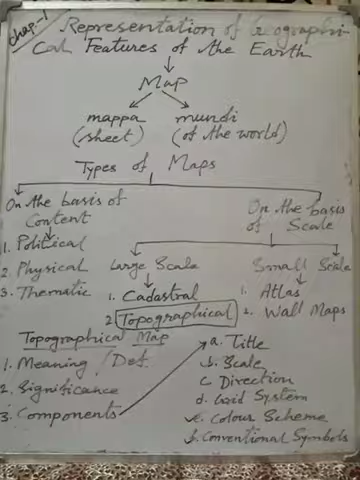 Chap-1
Representation of Geographi-
cal Features of the Earth
Map
mappa mundi
(sheet) (of the world)
Types of Maps
On the basis of
Content
1. Political
2. Physical
3. Thematic
On the basis
of Scale
Large Scale
1. Cadastral
2. Topographical
Small Scale
1. Atlas
2. Wall Maps
Topographical Map
1. Meaning / Def.
2. Significance
3. Components
a. Title
b. Scale
c. Direction
d. Grid System
e. Colour Scheme
f. Conventional Symbols